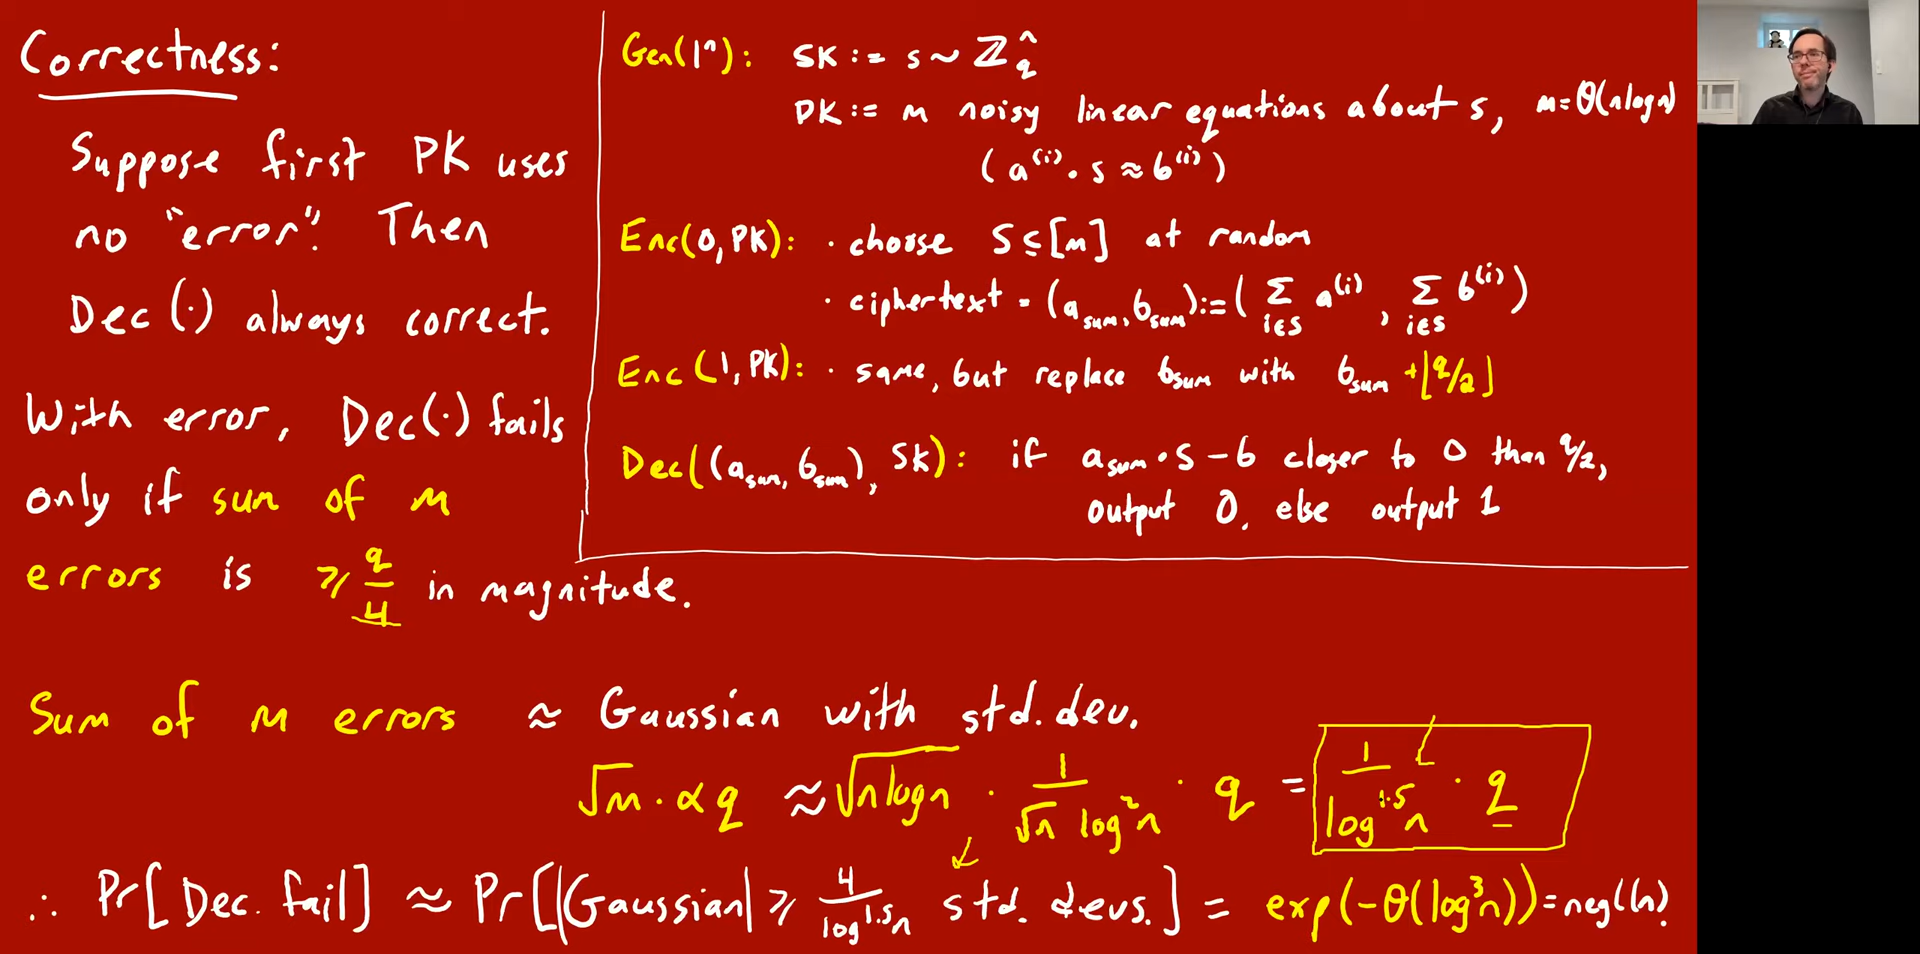 Correctness:
Suppose first PK uses
no "error". Then
Dec(·) always correct.
With error, Dec(·) fails
only if sum of m
errors is ≥ q/4 in magnitude.
Gen(1ⁿ): SK := s ~ ℤ_q^n
PK := m noisy linear equations about s, m = Θ(n log n)
(a^(i) · s ≈ b^(i))
Enc(0, PK): · choose S ⊆ [m] at random
· ciphertext = (a_sum, b_sum) := (Σ_{i∈S} a^(i), Σ_{i∈S} b^(i))
Enc(1, PK): · same, but replace b_sum with b_sum + ⌊q/2⌋
Dec((a_sum, b_sum), SK): if a_sum · s − b closer to 0 than q/2,
output 0, else output 1
Sum of m errors ≈ Gaussian with std. dev.
√m · αq ≈ √(n log n) · 1/(√n log² n) · q = 1/(log^1.5 n) · q
∴ Pr[Dec. fail] ≈ Pr[|Gaussian| ≥ 4/(log^1.5 n) std. devs.] = exp(−Θ(log³ n)) = negl(n).